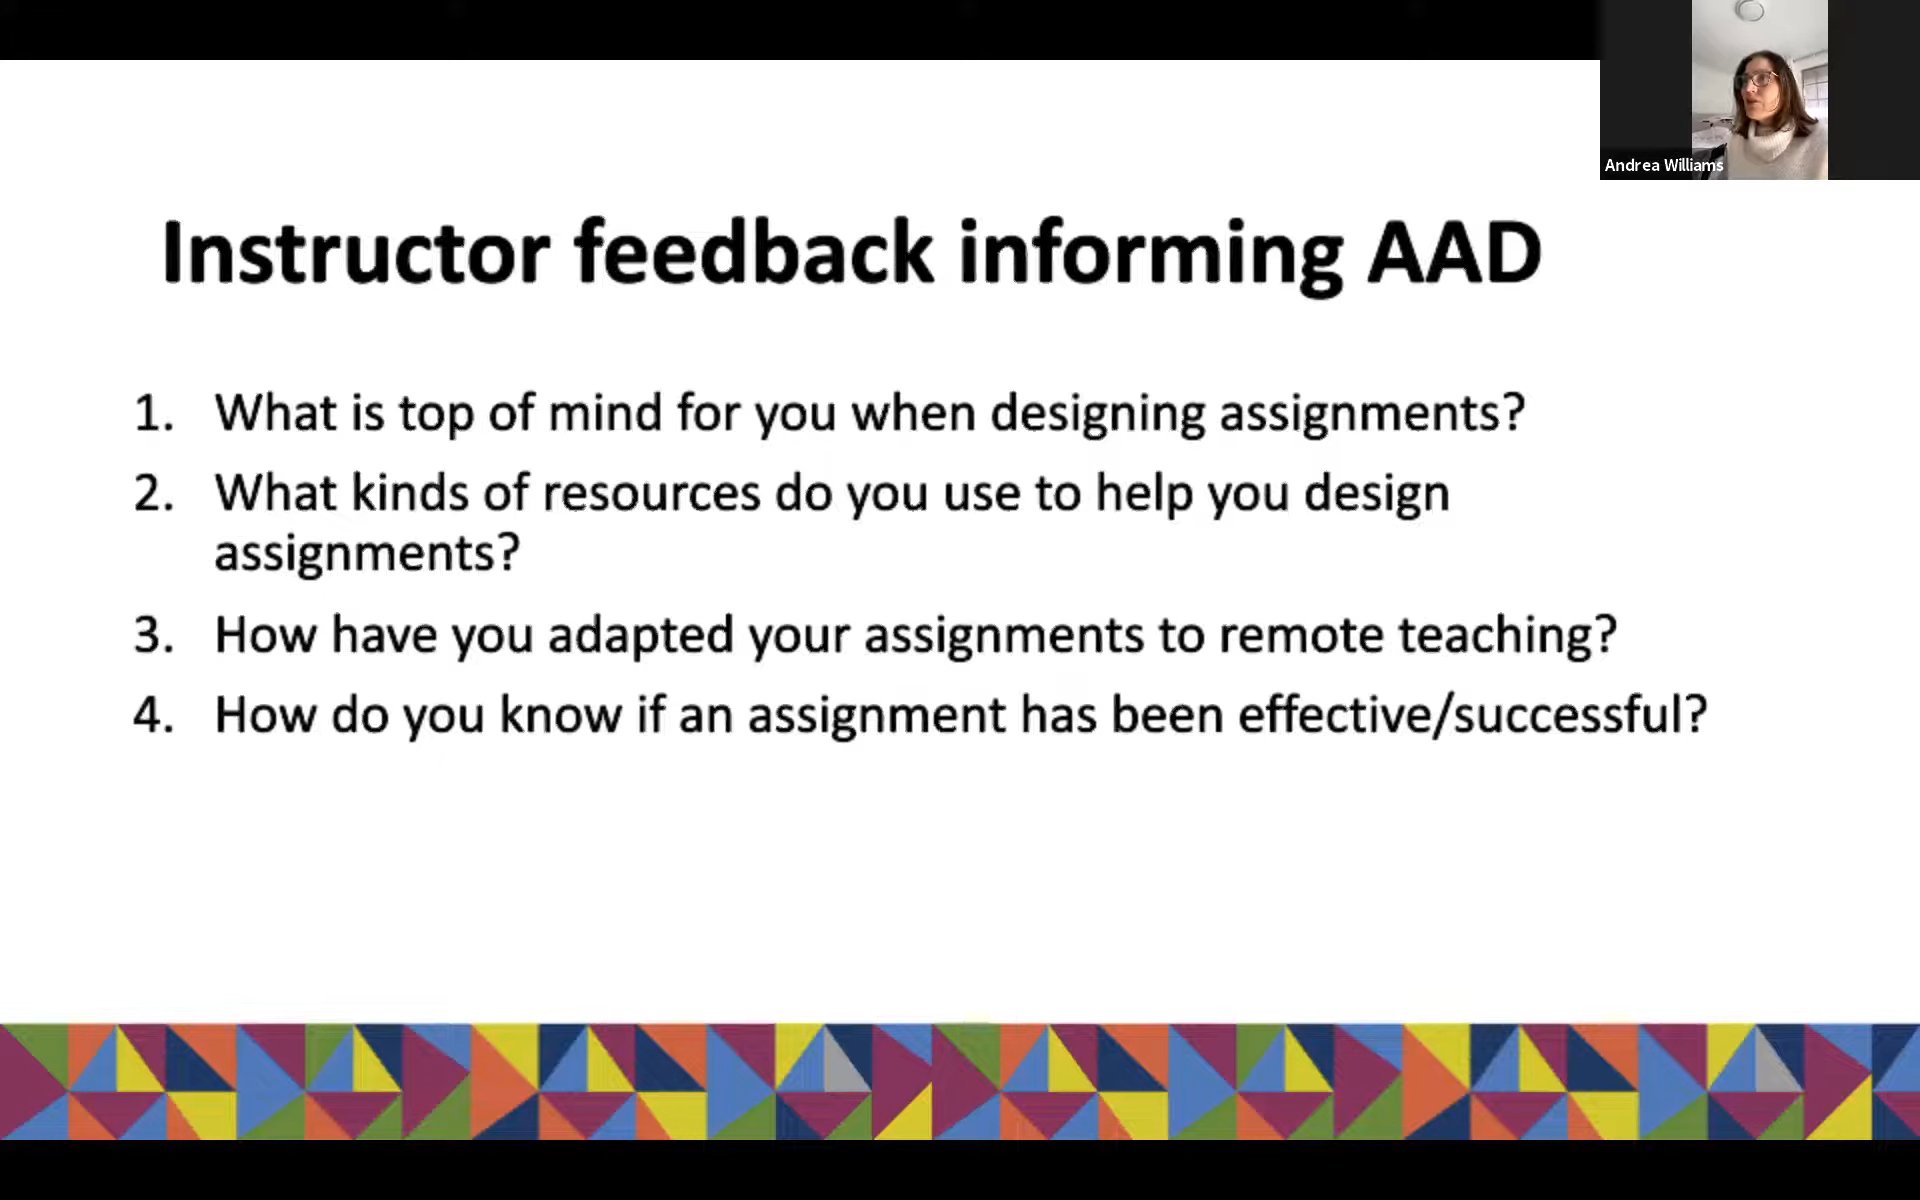 Andrea Williams
Instructor feedback informing AAD
1. What is top of mind for you when designing assignments?
2. What kinds of resources do you use to help you design
assignments?
3. How have you adapted your assignments to remote teaching?
4. How do you know if an assignment has been effective/successful?